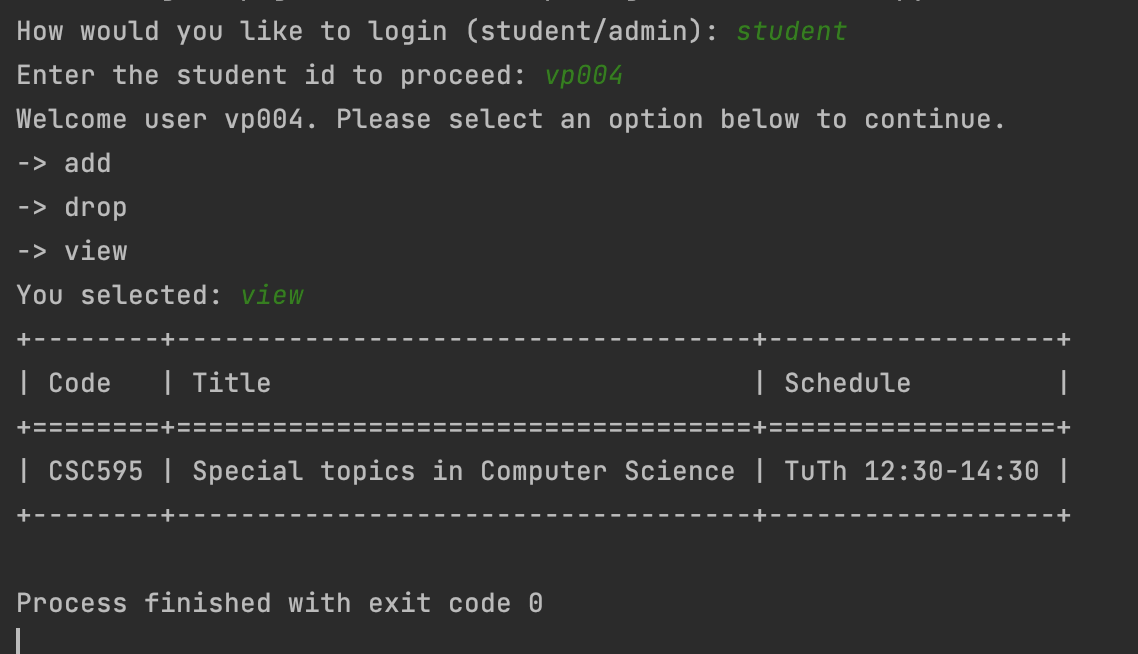 How would you like to login (student/admin): student
Enter the student id to proceed: vp004
Welcome user vp004. Please select an option below to continue.
-> add
-> drop
-> view
You selected: view
+--------+------------------------------------+------------------+
| Code   | Title                              | Schedule         |
+========+====================================+==================+
| CSC595 | Special topics in Computer Science | TuTh 12:30-14:30 |
+--------+------------------------------------+------------------+
Process finished with exit code 0